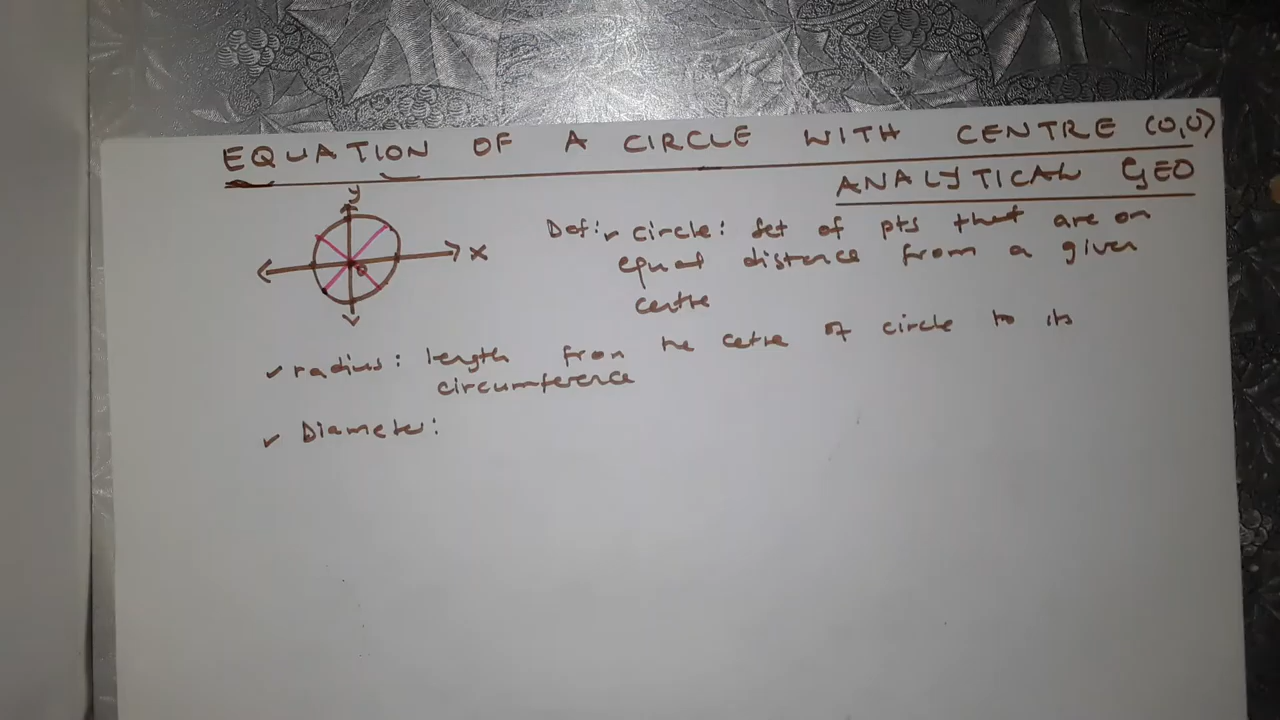 EQUATION OF A CIRCLE WITH CENTRE (0,0)
ANALYTICAL GEO
y
x
Def: circle: set of pts that are on
equal distance from a given
centre
✓ radius: length from the cetre of circle to its
circumference
✓ Diameter: